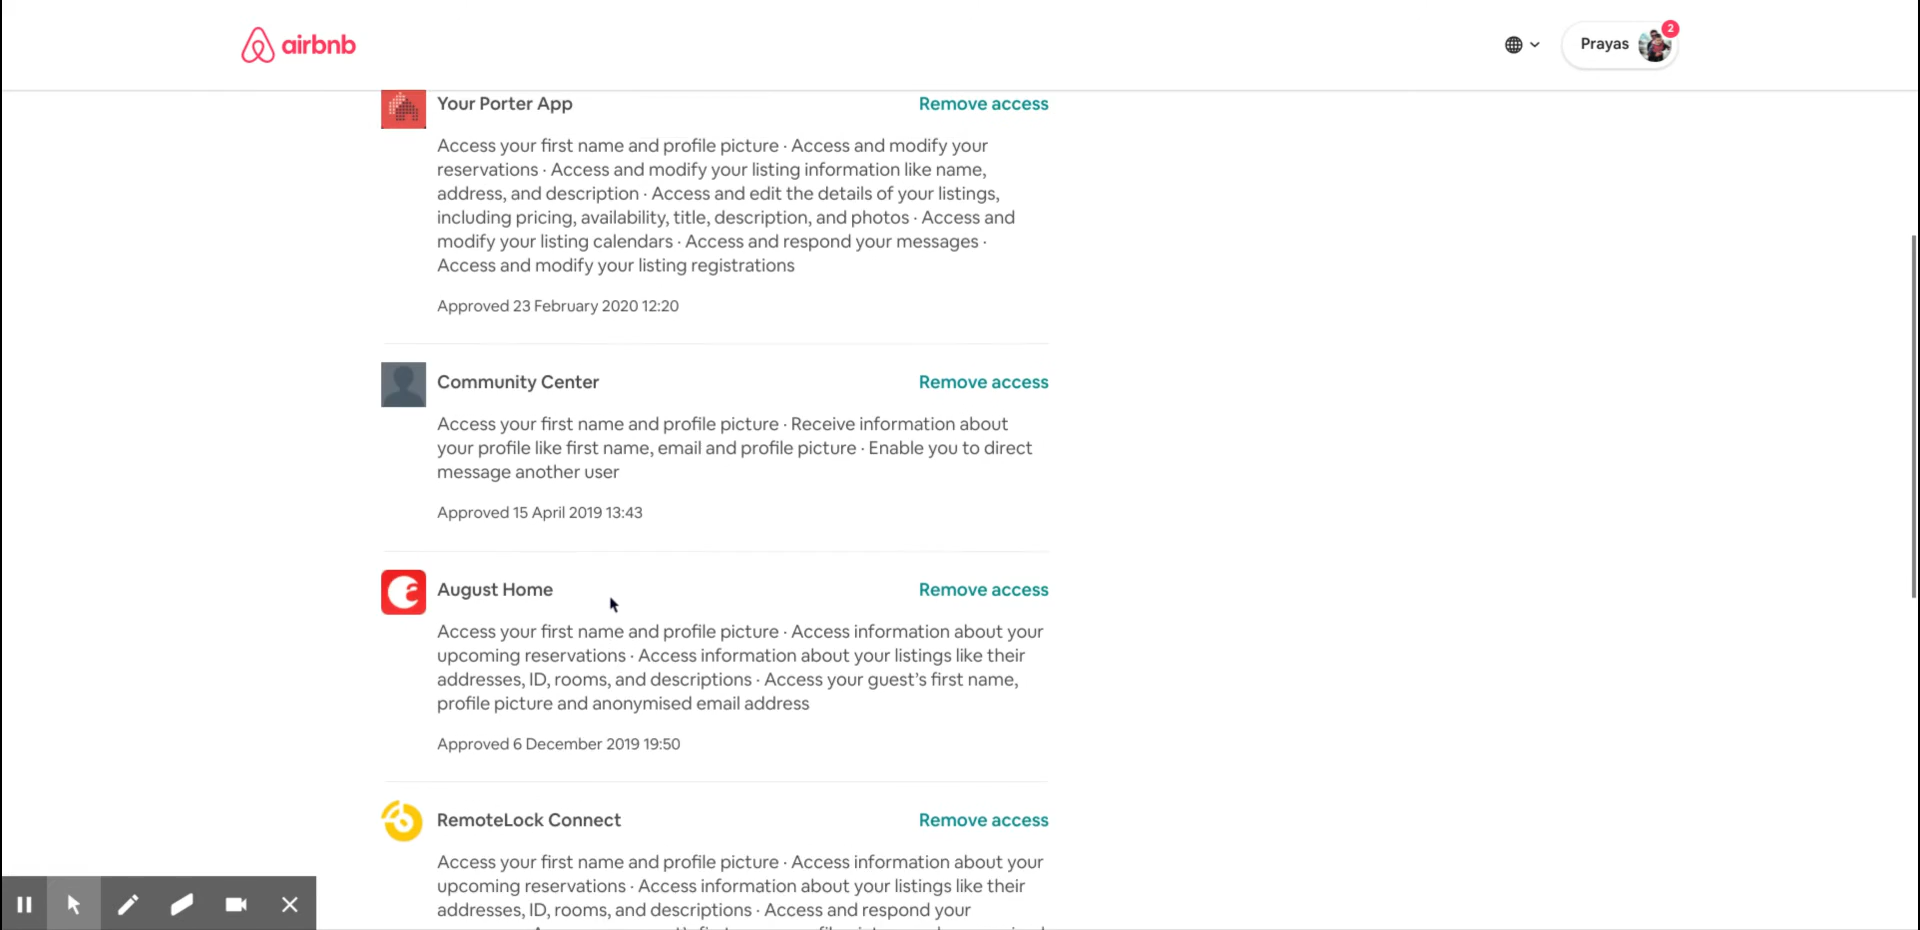 airbnb
Prayas
2
Your Porter App
Remove access
Access your first name and profile picture · Access and modify your
reservations · Access and modify your listing information like name,
address, and description · Access and edit the details of your listings,
including pricing, availability, title, description, and photos · Access and
modify your listing calendars · Access and respond your messages ·
Access and modify your listing registrations
Approved 23 February 2020 12:20
Community Center
Remove access
Access your first name and profile picture · Receive information about
your profile like first name, email and profile picture · Enable you to direct
message another user
Approved 15 April 2019 13:43
August Home
Remove access
Access your first name and profile picture · Access information about your
upcoming reservations · Access information about your listings like their
addresses, ID, rooms, and descriptions · Access your guest's first name,
profile picture and anonymised email address
Approved 6 December 2019 19:50
RemoteLock Connect
Remove access
Access your first name and profile picture · Access information about your
upcoming reservations · Access information about your listings like their
addresses, ID, rooms, and descriptions · Access and respond your